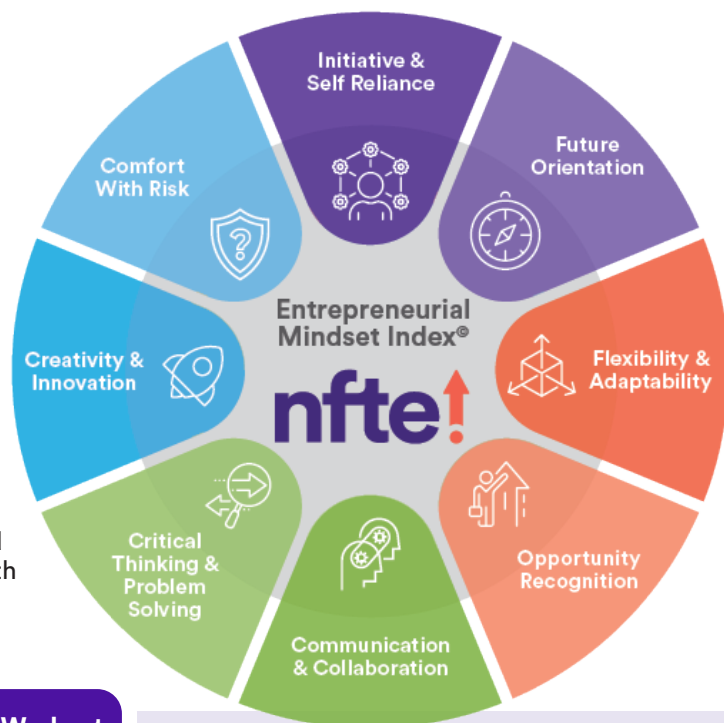 Initiative &
Self Reliance
Future
Orientation
Comfort
With Risk
Entrepreneurial
Mindset Index©
nfte!
Flexibility &
Adaptability
Creativity &
Innovation
Opportunity
Recognition
Critical
Thinking &
Problem
Solving
Communication
& Collaboration
?